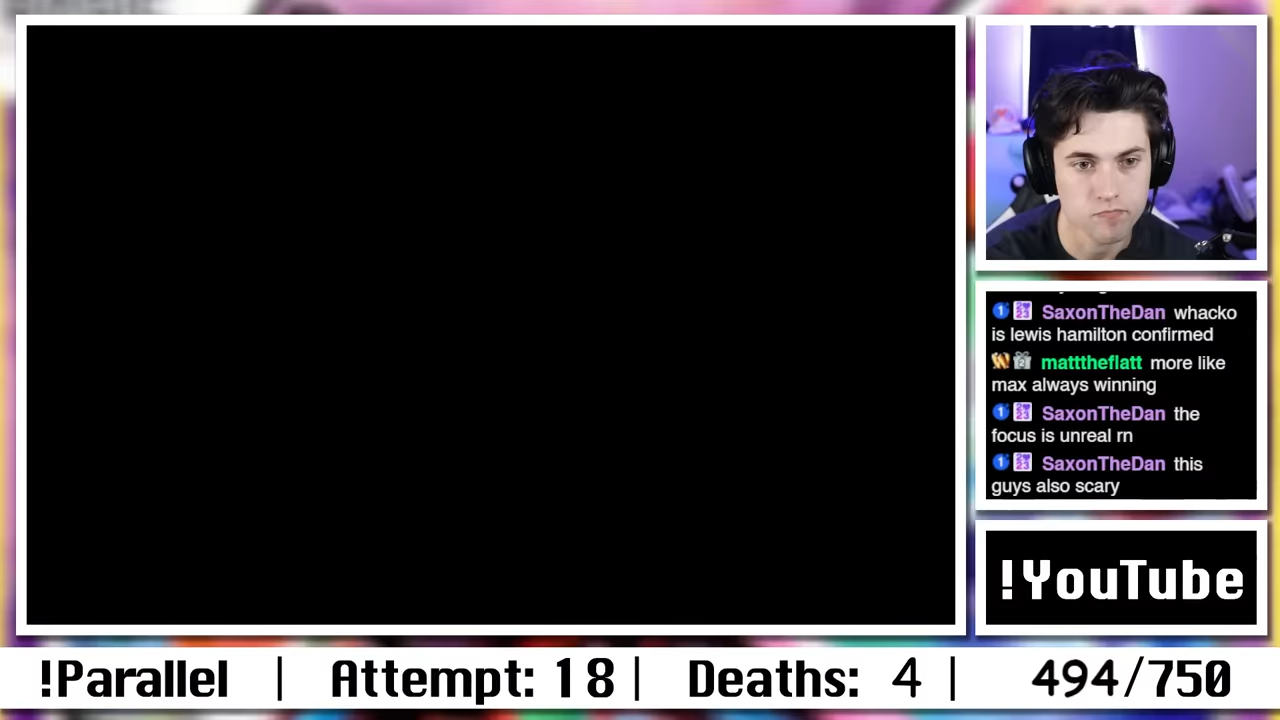 SaxonTheDan whacko
is lewis hamilton confirmed
matttheflatt more like
max always winning
SaxonTheDan the
focus is unreal rn
SaxonTheDan this
guys also scary
!YouTube
!Parallel | Attempt: 18 | Deaths: 4 | 494/750